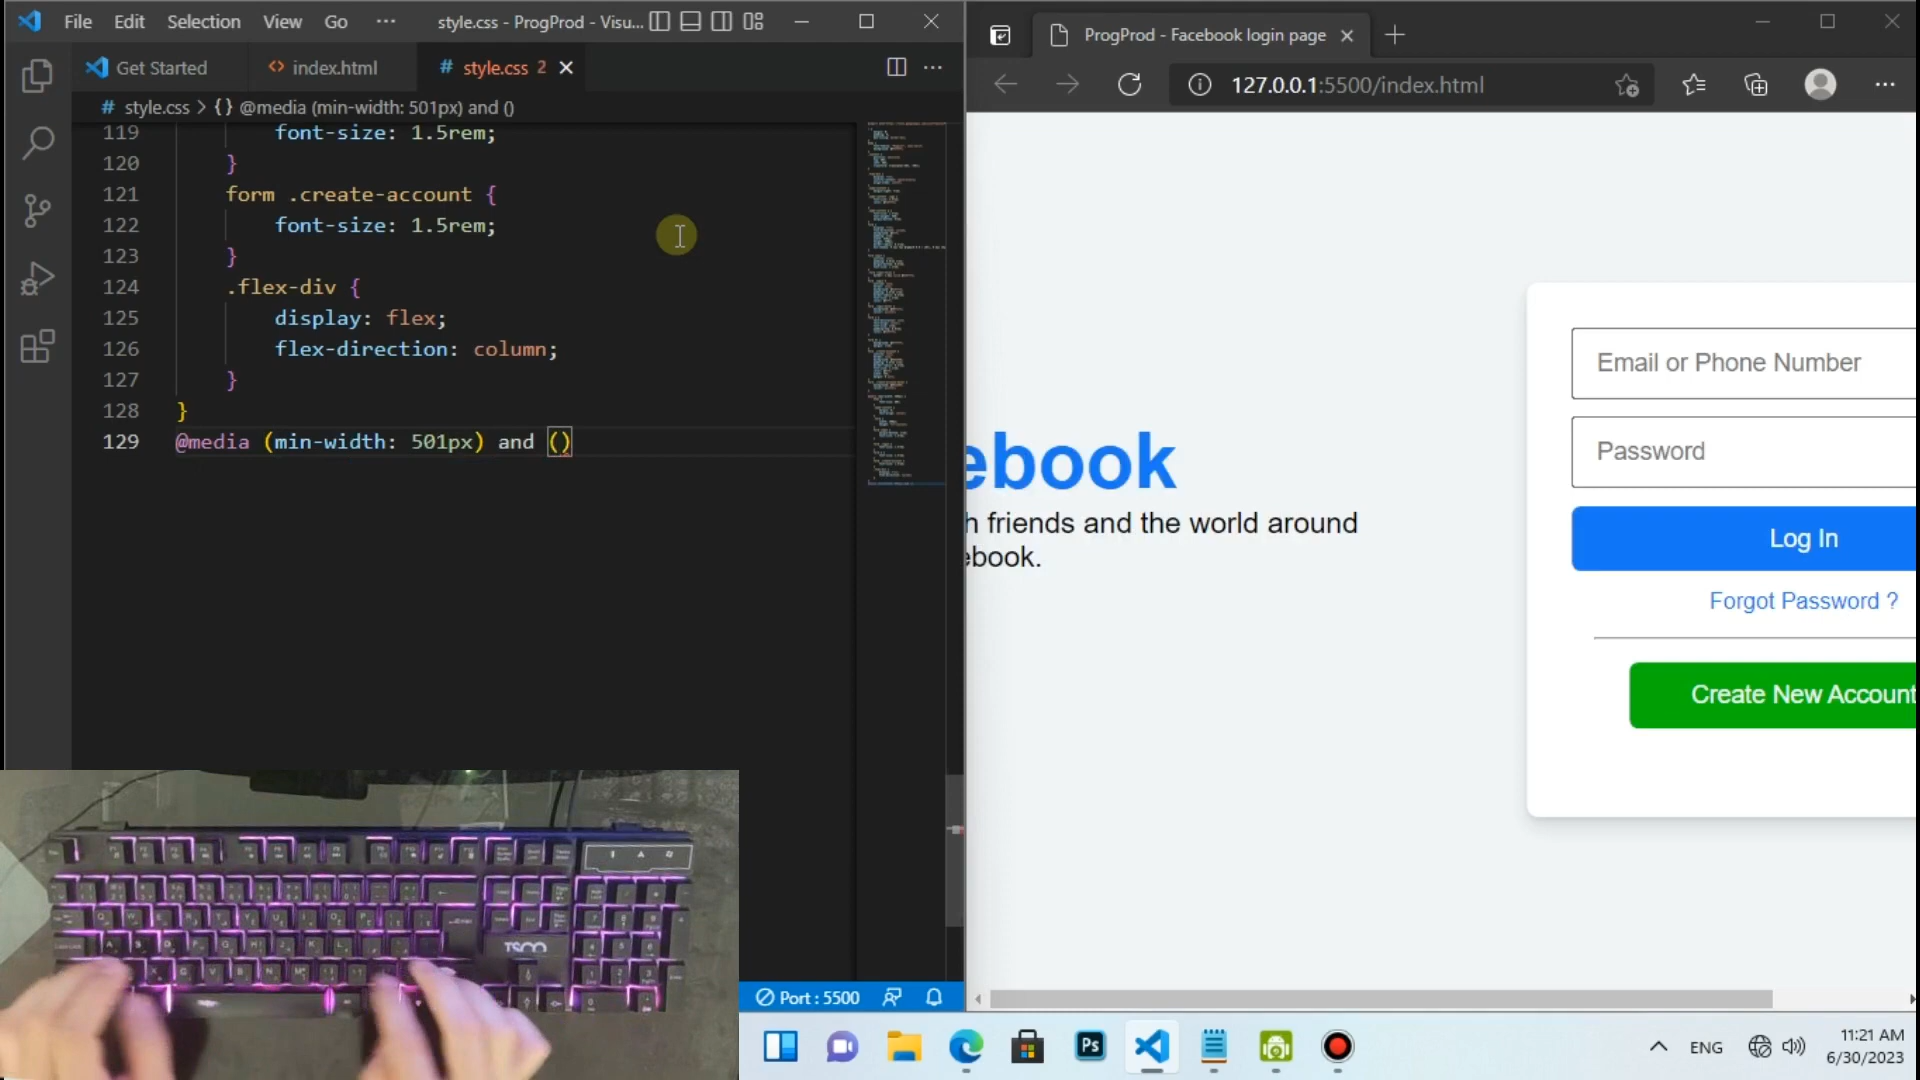 File Edit Selection View Go ··· style.css - ProgProd - Visu...
Get Started index.html style.css 2
# style.css > {} @media (min-width: 501px) and ()
119 font-size: 1.5rem;
120 }
121 form .create-account {
122 font-size: 1.5rem;
123 }
124 .flex-div {
125 display: flex;
126 flex-direction: column;
127 }
128 }
129 @media (min-width: 501px) and ()
Port : 5500
TSCO
ProgProd - Facebook login page
127.0.0.1:5500/index.html
ebook
h friends and the world around
ebook.
Email or Phone Number
Password
Log In
Forgot Password ?
Create New Account
Ps
ENG
11:21 AM
6/30/2023